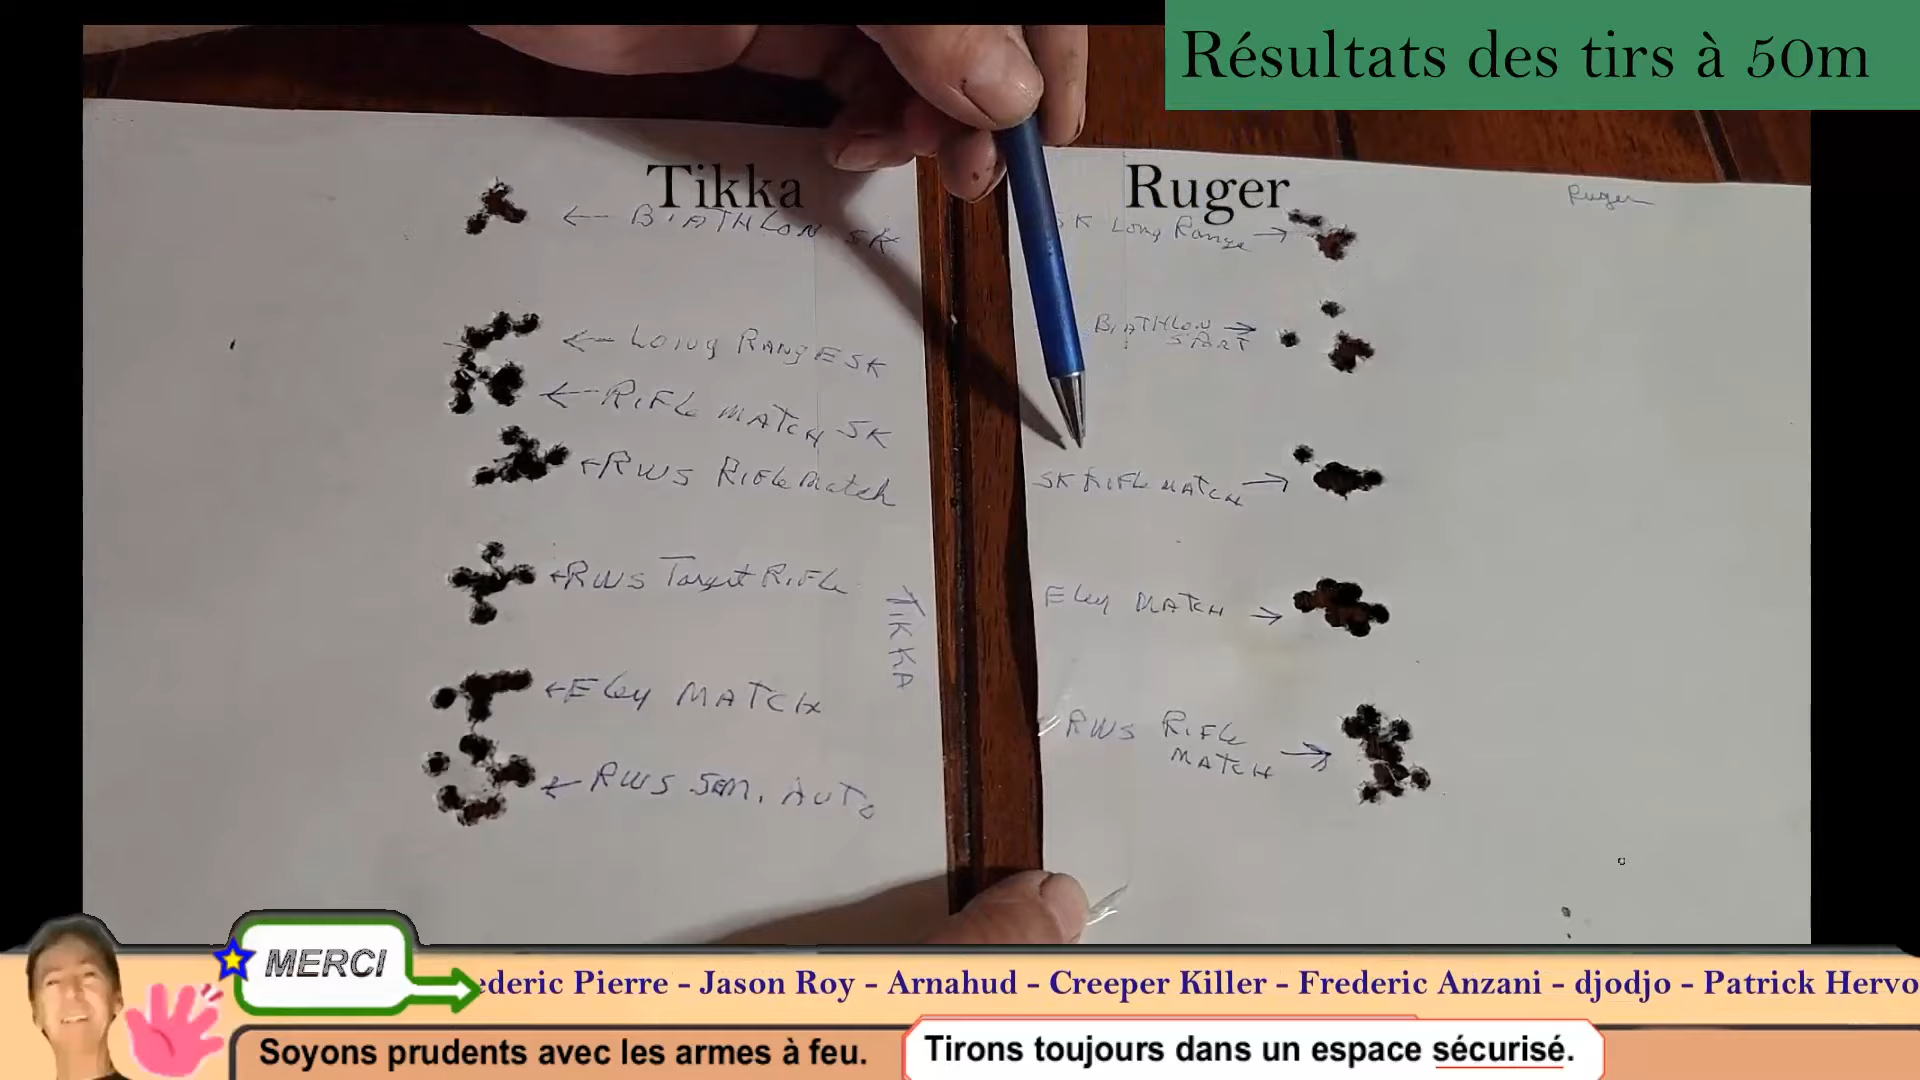 Résultats des tirs à 50m
Tikka
Ruger
Ruger
← BIATHLON SK
← LONG RANGE SK
← RIFLE MATCH SK
← RWS Rifle Match
← RWS Target RIFLE
TIKKA
← ELEY MATCH
← RWS SEM. AUTO
SK Long Range →
BIATHLON →
SPORT
SK RIFLE MATCH →
Eley MATCH →
RWS RIFLE
MATCH →
MERCI
ederic Pierre - Jason Roy - Arnahud - Creeper Killer - Frederic Anzani - djodjo - Patrick Hervo
Soyons prudents avec les armes à feu.
Tirons toujours dans un espace sécurisé.